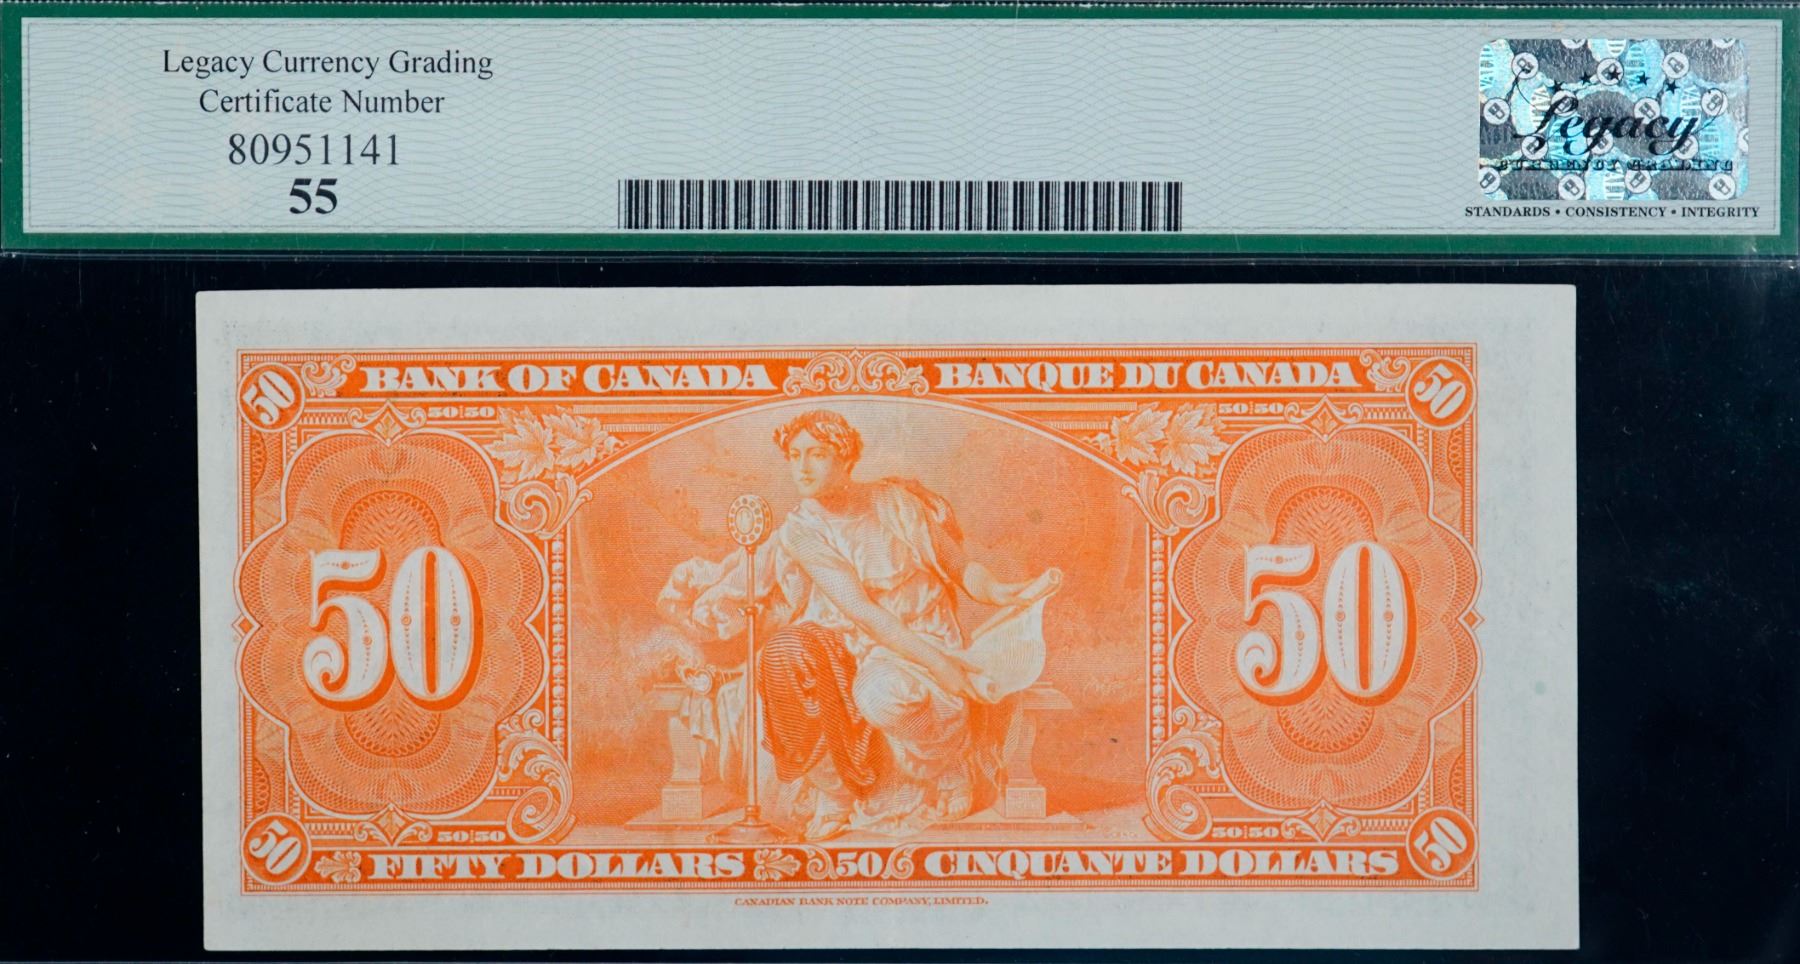 Legacy Currency Grading
Certificate Number
80951141
55
Legacy
CURRENCY GRADING
STANDARDS • CONSISTENCY • INTEGRITY
50 BANK OF CANADA BANQUE DU CANADA 50
50 50 50 50
50 50
50 50 50 50
50 FIFTY DOLLARS 50 CINQUANTE DOLLARS 50
CANADIAN BANK NOTE COMPANY, LIMITED.